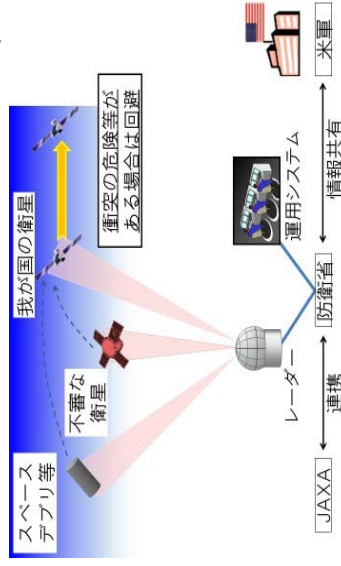 スペース
デブリ等
不審な
衛星
我が国の衛星
衝突の危険等が
ある場合は回避
レーダー
運用システム
JAXA
連携
防衛省
情報共有
米軍